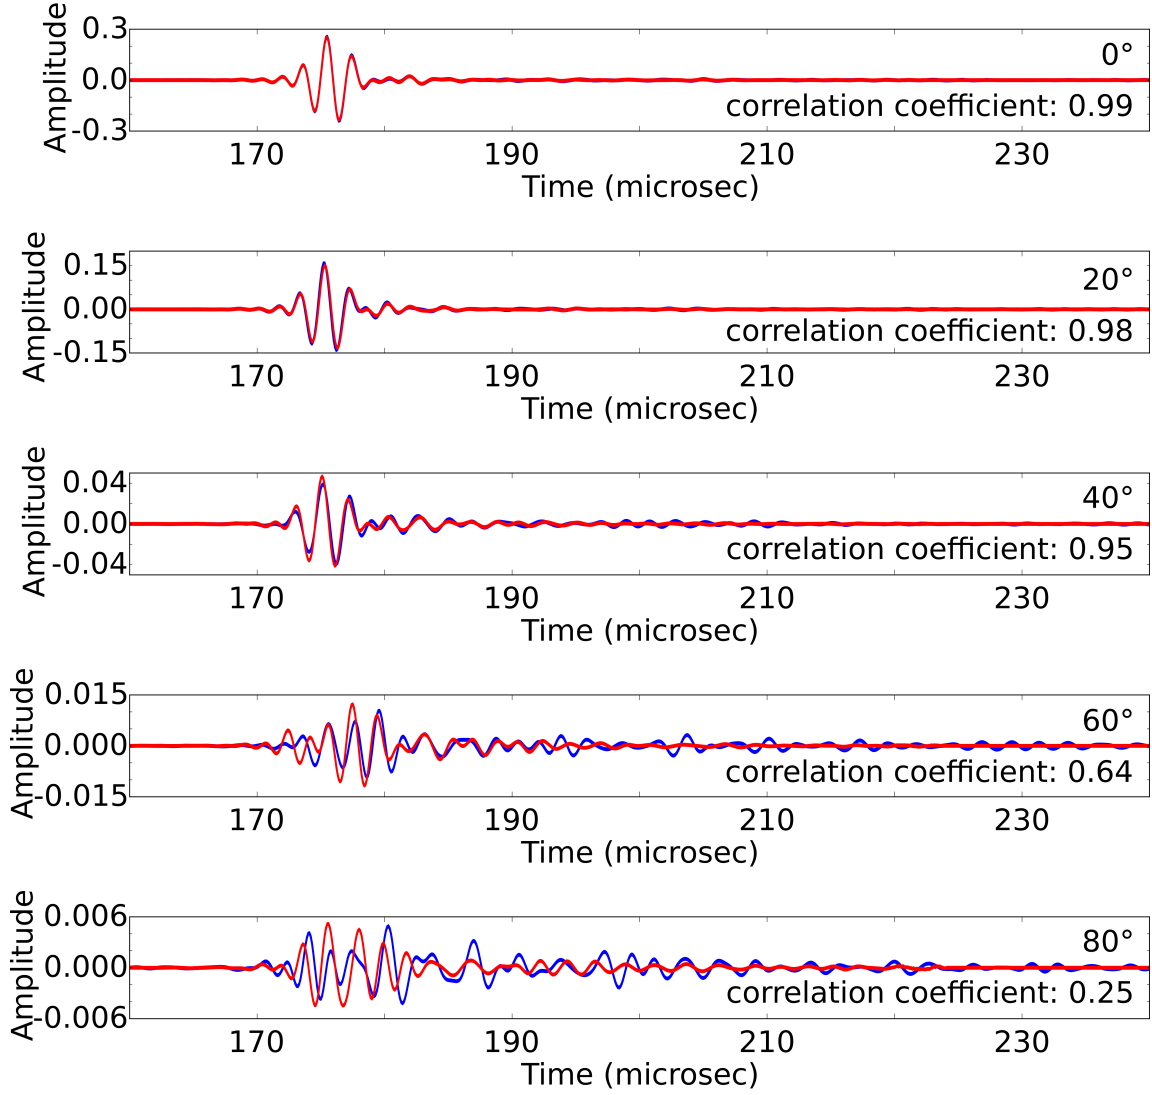 Amplitude
0.3
0.0
-0.3
0°
correlation coefficient: 0.99
170 190 210 230
Time (microsec)
Amplitude
0.15
0.00
-0.15
20°
correlation coefficient: 0.98
170 190 210 230
Time (microsec)
Amplitude
0.04
0.00
-0.04
40°
correlation coefficient: 0.95
170 190 210 230
Time (microsec)
Amplitude
0.015
0.000
-0.015
60°
correlation coefficient: 0.64
170 190 210 230
Time (microsec)
Amplitude
0.006
0.000
-0.006
80°
correlation coefficient: 0.25
170 190 210 230
Time (microsec)